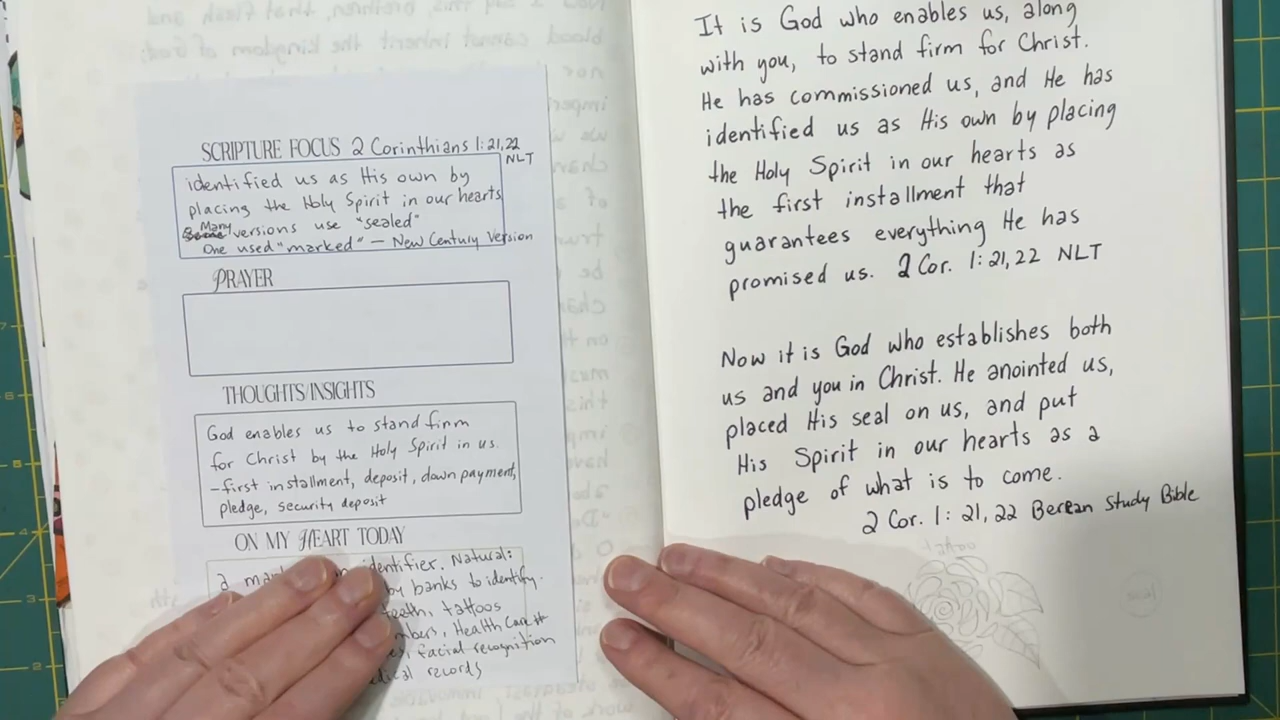 SCRIPTURE FOCUS 2 Corinthians 1:21,22
NLT
identified us as His own by
placing the Holy Spirit in our hearts
Many versions use "sealed"
One used "marked" — New Century Version
PRAYER
THOUGHTS/INSIGHTS
God enables us to stand firm
for Christ by the Holy Spirit in us.
-first installment, deposit, down payment,
pledge, security deposit
ON MY HEART TODAY
identifier. Natural:
by banks to identify.
teeth, tattoos
Health Care #
facial recognition
records
It is God who enables us, along
with you, to stand firm for Christ.
He has commissioned us, and He has
identified us as His own by placing
the Holy Spirit in our hearts as
the first installment that
guarantees everything He has
promised us. 2 Cor. 1:21,22 NLT
Now it is God who establishes both
us and you in Christ. He anointed us,
placed His seal on us, and put
His Spirit in our hearts as a
pledge of what is to come.
2 Cor. 1:21,22 Berean Study Bible